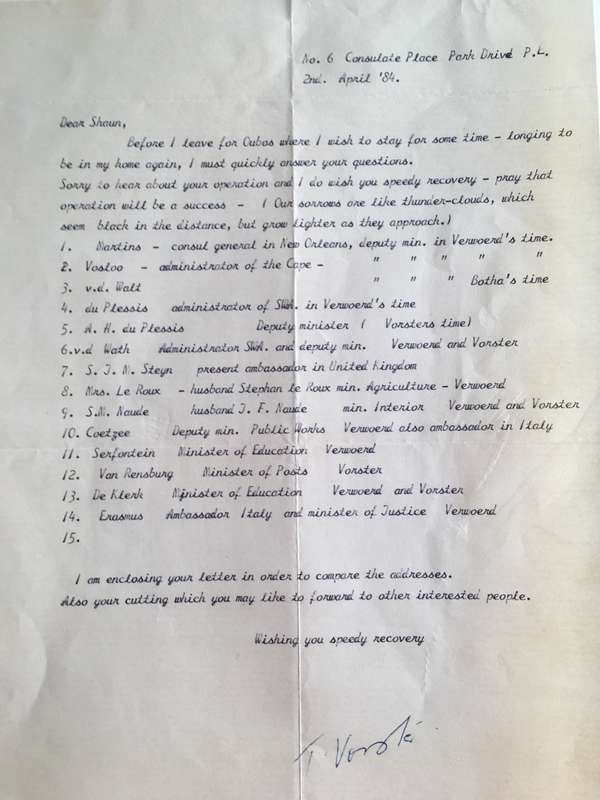 No. 6 Consulate Place Park Drive P.E.
2nd. April '84.
Dear Shaun,
Before I leave for Oubos where I wish to stay for some time - longing to
be in my home again, I must quickly answer your questions.
Sorry to hear about your operation and I do wish you speedy recovery - pray that
operation will be a success - ( Our sorrows are like thunder-clouds, which
seem black in the distance, but grow lighter as they approach.)
1. Martins - consul general in New Orleans, deputy min. in Verwoerd's time.
2. Vosloo - administrator of the Cape - " " " " "
3. v.d. Walt " " " Botha's time
4. du Plessis administrator of SWA. in Verwoerd's time
5. A. H. du Plessis Deputy minister ( Vorsters time)
6.v.d Wath Administrator SWA. and deputy min. Verwoerd and Vorster
7. S. J. M. Steyn present ambassador in United Kingdom
8. Mrs. Le Roux - husband Stephan le Roux min. Agriculture - Verwoerd
9. S.M. Naude husband J. F. Naude min. Interior Verwoerd and Vorster
10. Coetzee Deputy min. Public Works Verwoerd also ambassador in Italy
11. Serfontein Minister of Education Verwoerd
12. Van Rensburg Minister of Posts Vorster
13. De Klerk Minister of Education Verwoerd and Vorster
14. Erasmus Ambassador Italy and minister of Justice Verwoerd
15.
I am enclosing your letter in order to compare the addresses.
Also your cutting which you may like to forward to other interested people.
Wishing you speedy recovery
T. Vorster